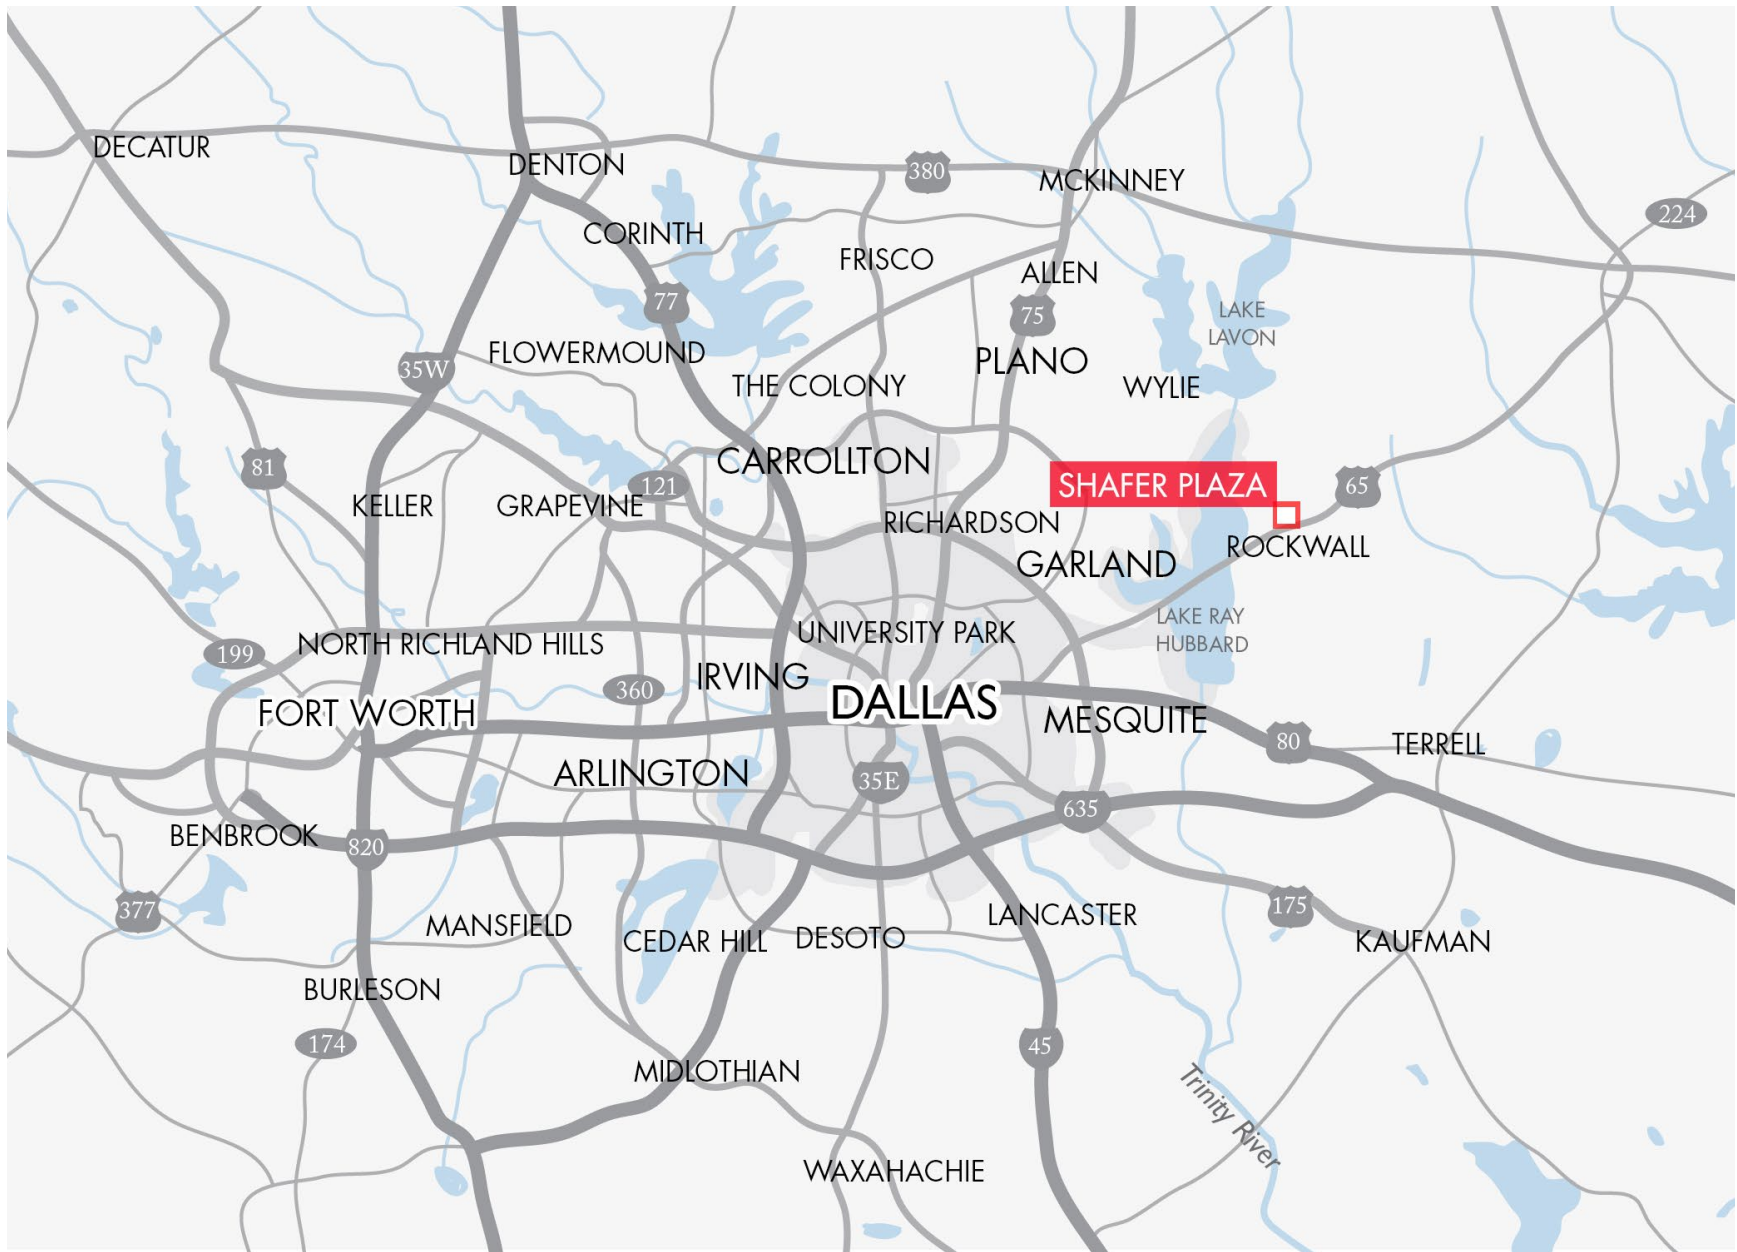 DECATUR
DENTON
380
MCKINNEY
224
CORINTH
FRISCO
ALLEN
77
75
LAKE
LAVON
35W
FLOWERMOUND
PLANO
THE COLONY
WYLIE
81
CARROLLTON
121
SHAFER PLAZA
65
KELLER
GRAPEVINE
RICHARDSON
ROCKWALL
GARLAND
199
NORTH RICHLAND HILLS
UNIVERSITY PARK
LAKE RAY
HUBBARD
360
IRVING
FORT WORTH
DALLAS
MESQUITE
80
TERRELL
ARLINGTON
35E
635
BENBROOK
820
377
MANSFIELD
CEDAR HILL
DESOTO
LANCASTER
175
KAUFMAN
BURLESON
174
45
MIDLOTHIAN
Trinity River
WAXAHACHIE